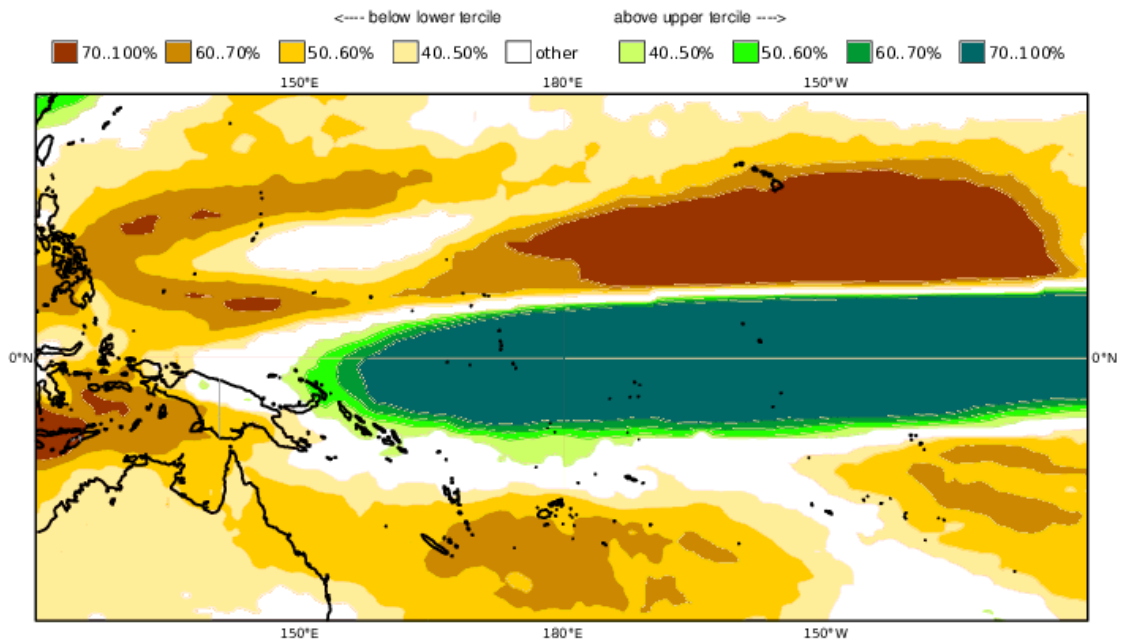 <---- below lower tercile above upper tercile ---->
70..100% 60..70% 50..60% 40..50% other 40..50% 50..60% 60..70% 70..100%
150°E 180°E 150°W
0°N 0°N
150°E 180°E 150°W